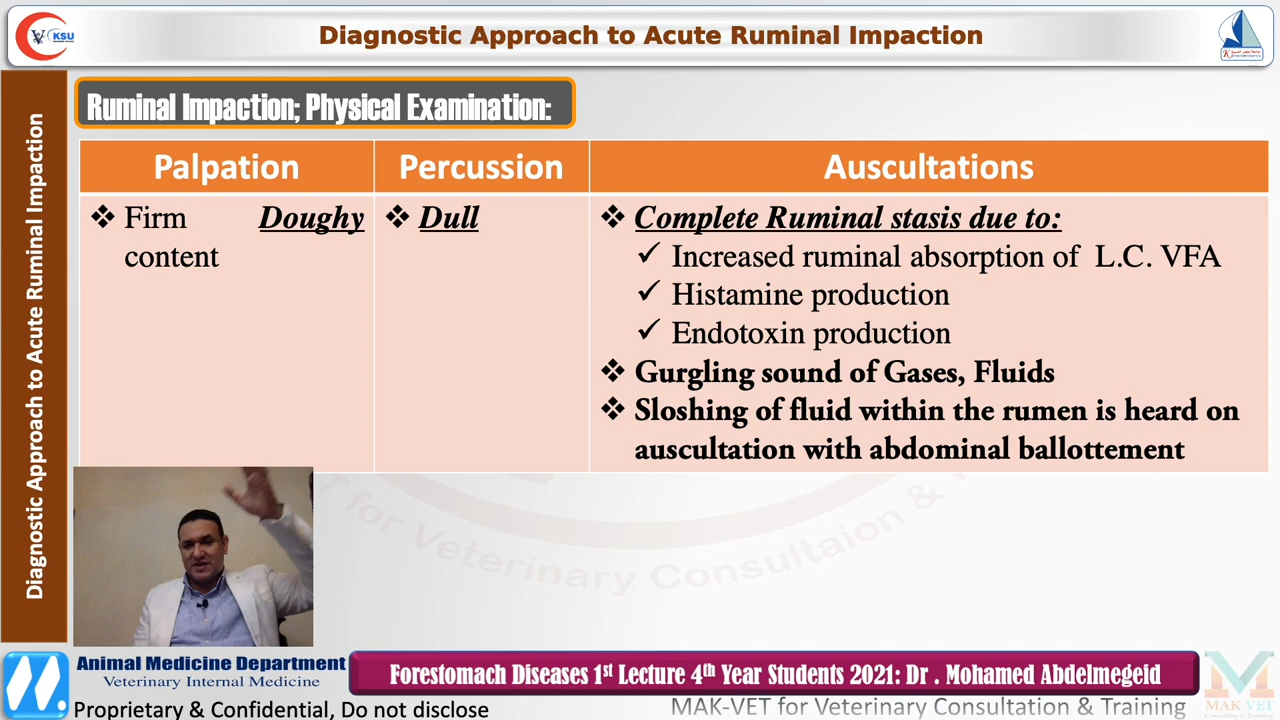 KSU
Diagnostic Approach to Acute Ruminal Impaction
Diagnostic Approach to Acute Ruminal Impaction
Ruminal Impaction; Physical Examination:
Palpation
Percussion
Auscultations
❖ Firm Doughy
content
❖ Dull
❖ Complete Ruminal stasis due to:
✓ Increased ruminal absorption of L.C. VFA
✓ Histamine production
✓ Endotoxin production
❖ Gurgling sound of Gases, Fluids
❖ Sloshing of fluid within the rumen is heard on
auscultation with abdominal ballottement
for Veterinary Consultaion &
Animal Medicine Department
Veterinary Internal Medicine
Forestomach Diseases 1st Lecture 4th Year Students 2021: Dr . Mohamed Abdelmegeid
Proprietary & Confidential, Do not disclose
MAK-VET for Veterinary Consultation & Training
MAK VET